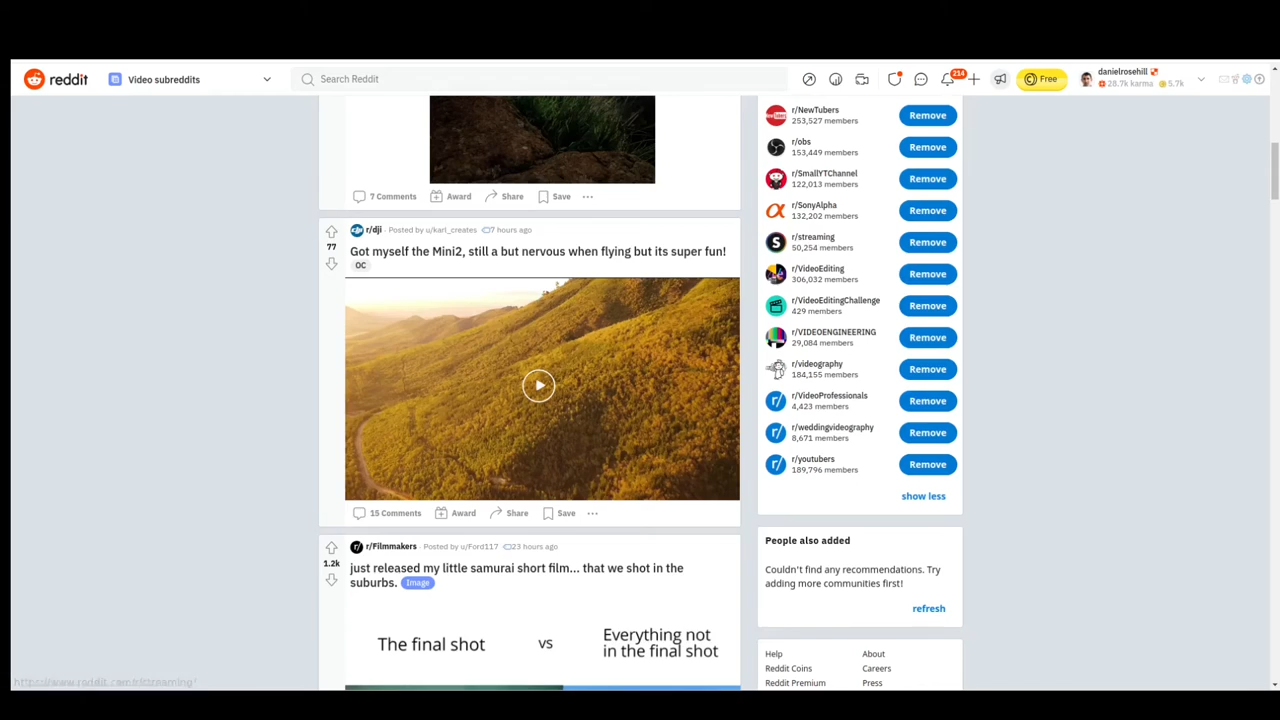 reddit
Video subreddits
Search Reddit
214
Free
danielrosehill
28.7k karma 5.7k
7 Comments Award Share Save
77
r/dji · Posted by u/karl_creates 7 hours ago
Got myself the Mini2, still a but nervous when flying but its super fun!
OC
15 Comments Award Share Save
1.2k
r/Filmmakers · Posted by u/Ford117 23 hours ago
just released my little samurai short film... that we shot in the
suburbs. Image
The final shot
vs
Everything not
in the final shot
r/NewTubers
253,527 members
Remove
r/obs
153,449 members
Remove
r/SmallYTChannel
122,013 members
Remove
r/SonyAlpha
132,202 members
Remove
r/streaming
50,254 members
Remove
r/VideoEditing
306,032 members
Remove
r/VideoEditingChallenge
429 members
Remove
r/VIDEOENGINEERING
29,084 members
Remove
r/videography
184,155 members
Remove
r/VideoProfessionals
4,423 members
Remove
r/weddingvideography
8,671 members
Remove
r/youtubers
189,796 members
Remove
show less
People also added
Couldn't find any recommendations. Try
adding more communities first!
refresh
Help About
Reddit Coins Careers
Reddit Premium Press
https://www.reddit.com/r/streaming/